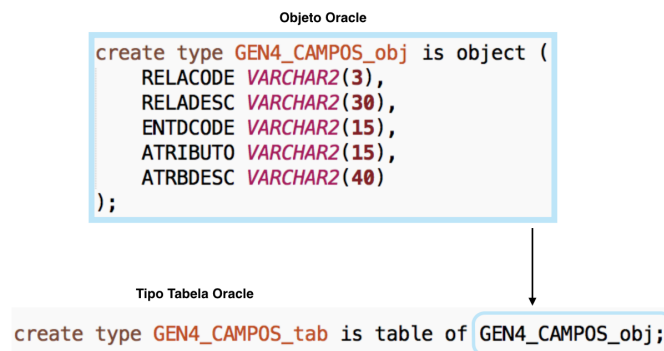 Objeto Oracle
create type GEN4_CAMPOS_obj is object (
RELACODE VARCHAR2(3),
RELADESC VARCHAR2(30),
ENTDCODE VARCHAR2(15),
ATRIBUTO VARCHAR2(15),
ATRBDESC VARCHAR2(40)
);
Tipo Tabela Oracle
create type GEN4_CAMPOS_tab is table of GEN4_CAMPOS_obj;